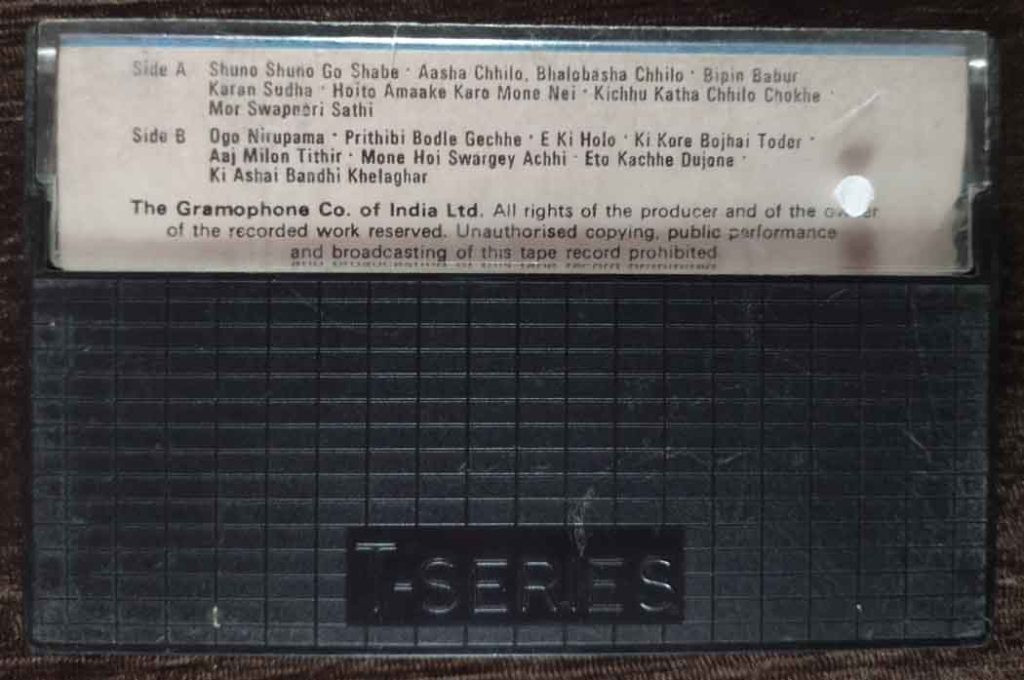 Side A Shuno Shuno Go Shabe · Aasha Chhilo, Bhalobasha Chhilo · Bipin Babur
Karan Sudha · Hoito Amaake Karo Mone Nei · Kichhu Katha Chhilo Chokhe ·
Mor Swapneri Sathi
Side B Ogo Nirupama · Prithibi Bodle Gechhe · E Ki Holo · Ki Kore Bojhai Toder ·
Aaj Milon Tithir · Mone Hoi Swargey Achhi · Eto Kachhe Dujone ·
Ki Ashai Bandhi Khelaghar
The Gramophone Co. of India Ltd. All rights of the producer and of the owner
of the recorded work reserved. Unauthorised copying, public performance
and broadcasting of this tape record prohibited
T-SERIES